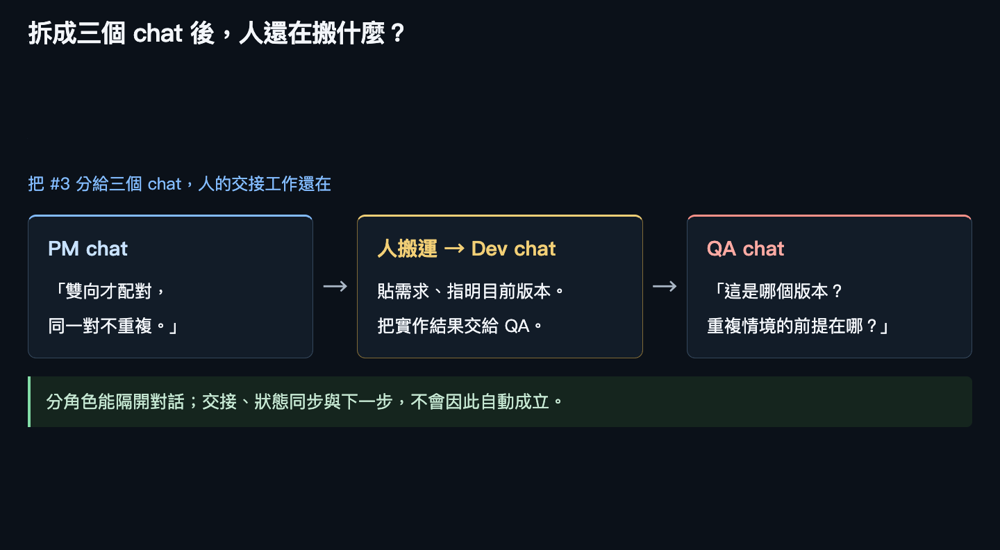 拆成三個 chat 後，人還在搬什麼？
把 #3 分給三個 chat，人的交接工作還在
PM chat
「雙向才配對，
同一對不重複。」
→
人搬運 → Dev chat
貼需求、指明目前版本。
把實作結果交給 QA。
→
QA chat
「這是哪個版本？
重複情境的前提在哪？」
分角色能隔開對話；交接、狀態同步與下一步，不會因此自動成立。